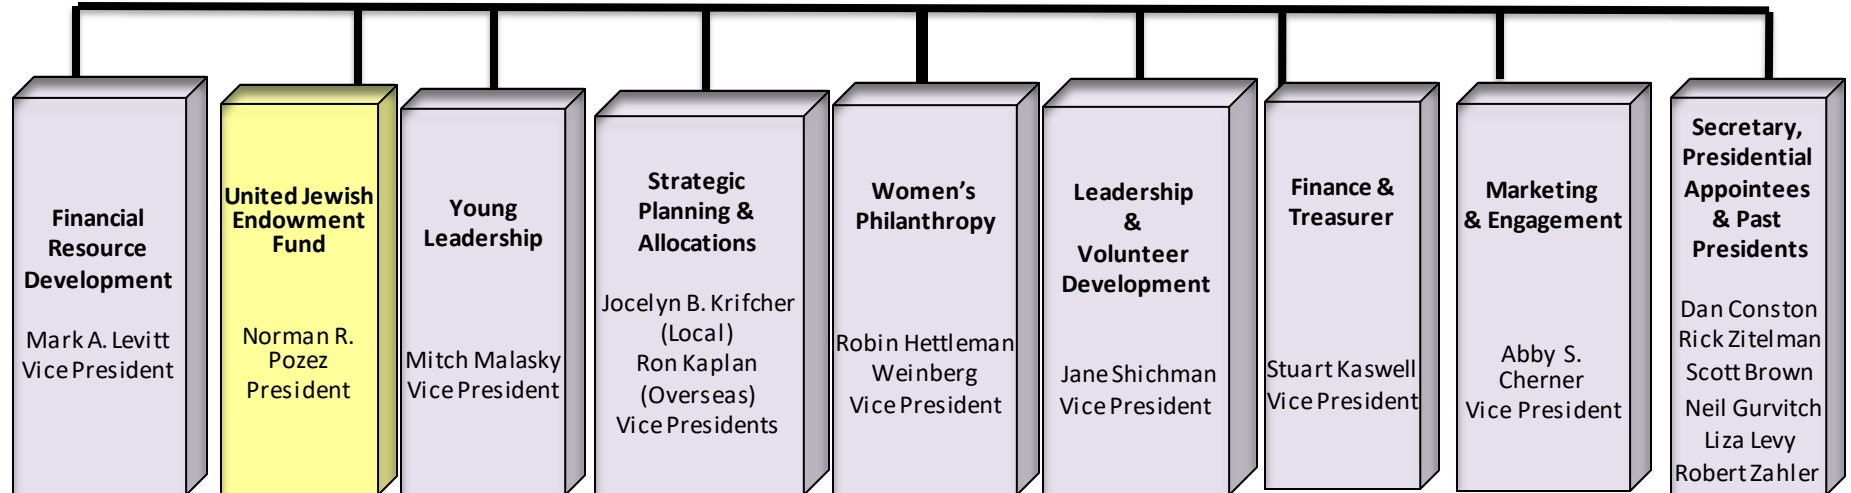 Financial
Resource
Development
Mark A. Levitt
Vice President
United Jewish
Endowment
Fund
Norman R.
Pozez
President
Young
Leadership
Mitch Malasky
Vice President
Strategic
Planning &
Allocations
Jocelyn B. Krifcher
(Local)
Ron Kaplan
(Overseas)
Vice Presidents
Women’s
Philanthropy
Robin Hettleman
Weinberg
Vice President
Leadership
&
Volunteer
Development
Jane Shichman
Vice President
Finance &
Treasurer
Stuart Kaswell
Vice President
Marketing
& Engagement
Abby S.
Cherner
Vice President
Secretary,
Presidential
Appointees
& Past
Presidents
Dan Conston
Rick Zitelman
Scott Brown
Neil Gurvitch
Liza Levy
Robert Zahler